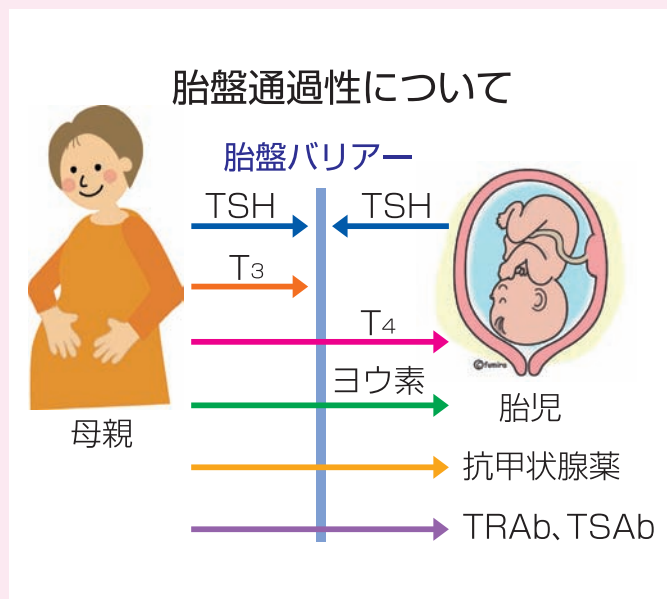 胎盤通過性について
胎盤バリアー
TSH
TSH
T3
T4
ヨウ素
©fumira
胎児
母親
抗甲状腺薬
TRAb、TSAb